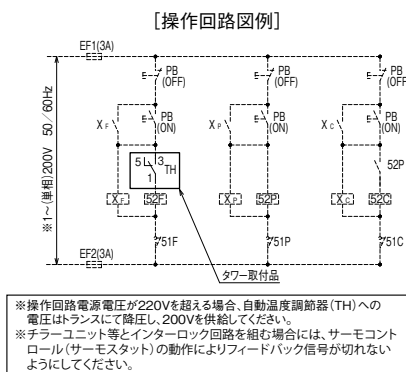 [操作回路図例]
EF1(3A)
PB
(OFF)
PB
(OFF)
PB
(OFF)
XF
PB
(ON)
XP
PB
(ON)
XC
PB
(ON)
※1～(単相)200V 50／60Hz
5 3
1
TH
52P
XF
52F
XP
52P
XC
52C
51F
51P
51C
EF2(3A)
タワー取付品
※操作回路電源電圧が220Vを超える場合、自動温度調節器(TH)への
電圧はトランスにて降圧し、200Vを供給してください。
※チラーユニット等とインターロック回路を組む場合には、サーモコント
ロール(サーモスタット)の動作によりフィードバック信号が切れない
ようにしてください。